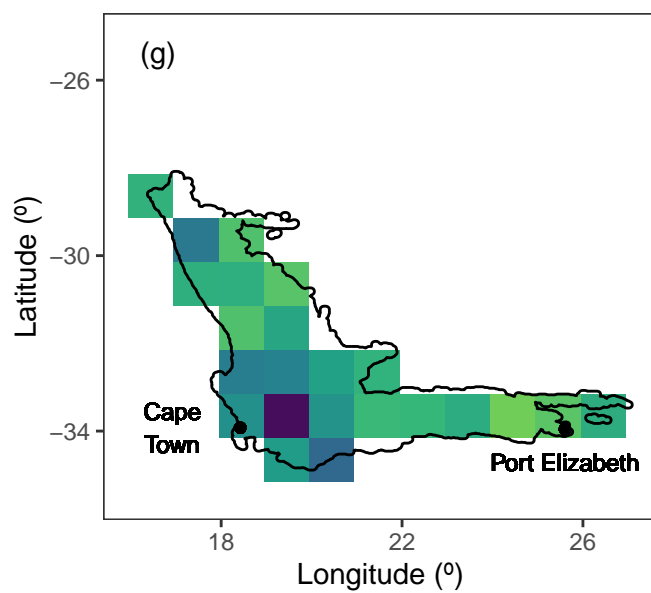 (g)
−26
−30
−34
Latitude (º)
Cape
Town
Port Elizabeth
18
22
26
Longitude (º)